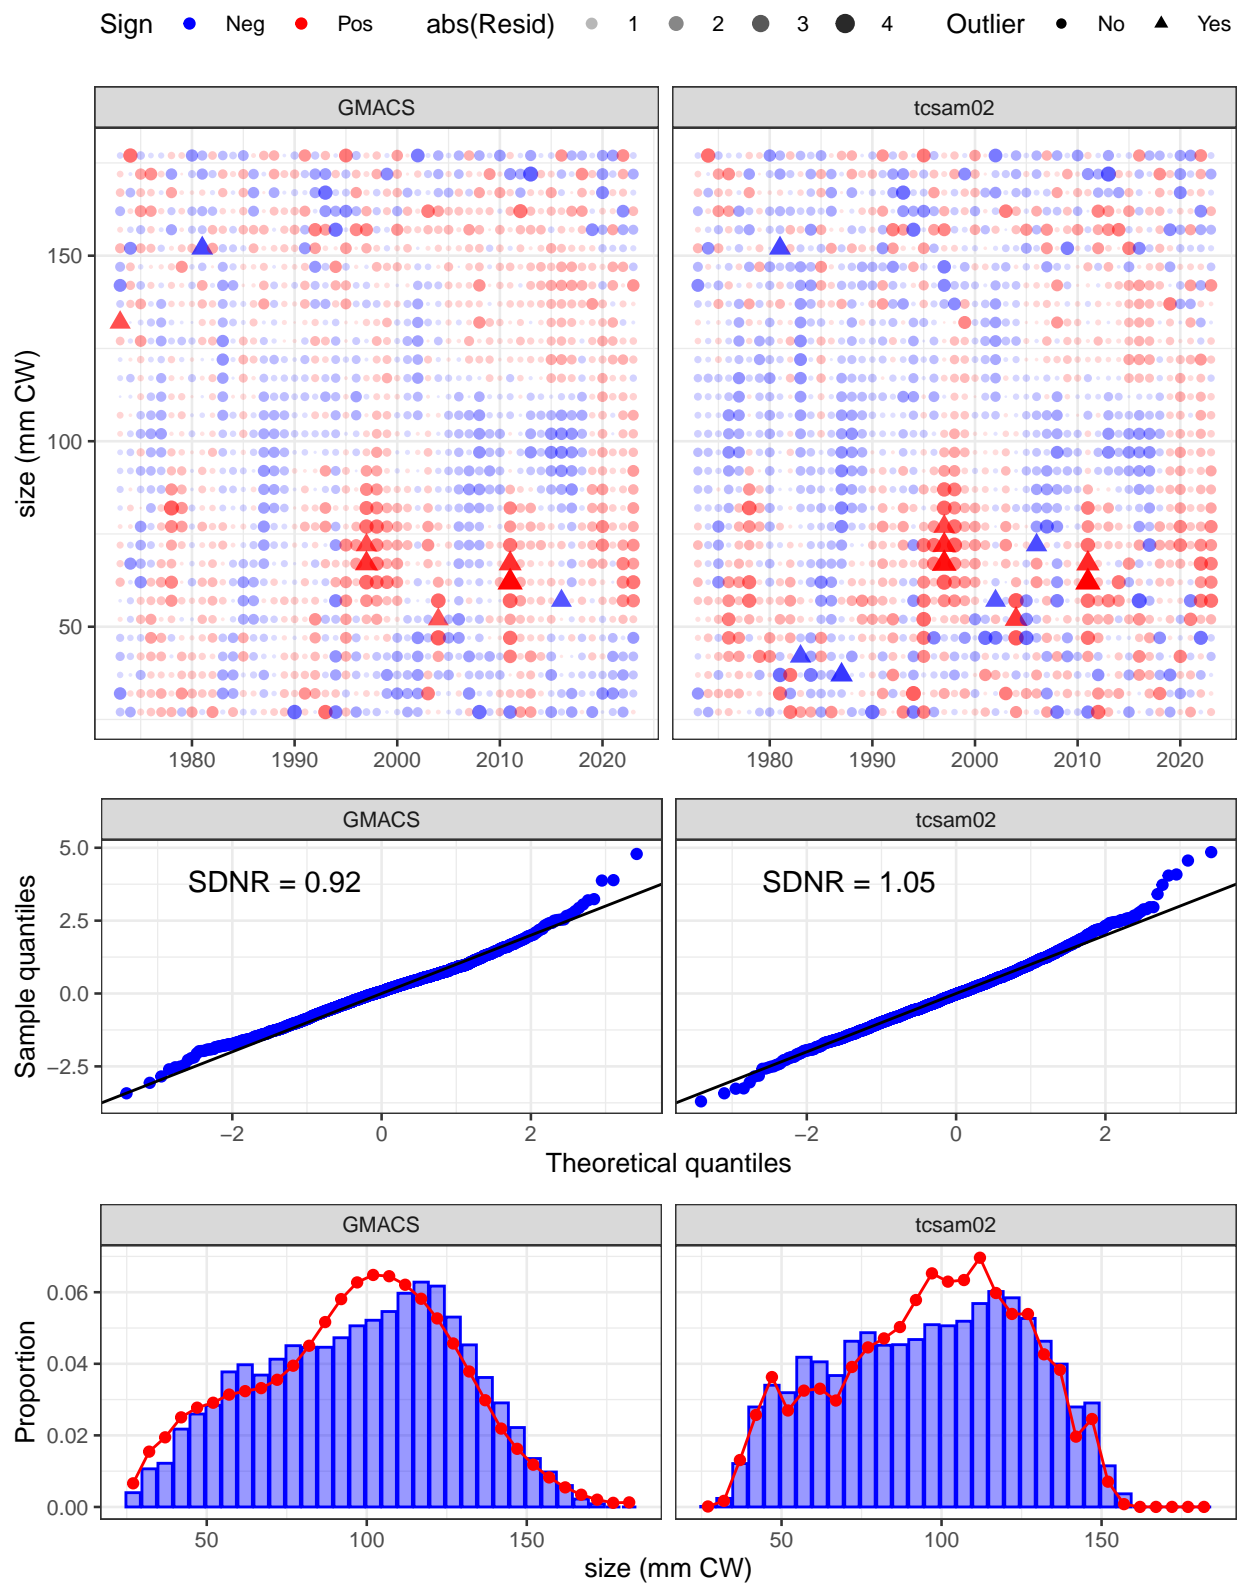 Sign Neg Pos abs(Resid) 1 2 3 4 Outlier No Yes
GMACS tcsam02
size (mm CW)
150
100
50
1980 1990 2000 2010 2020 1980 1990 2000 2010 2020
GMACS tcsam02
Sample quantiles
5.0
2.5
0.0
−2.5
SDNR = 0.92 SDNR = 1.05
−2 0 2 −2 0 2
Theoretical quantiles
GMACS tcsam02
Proportion
0.06
0.04
0.02
0.00
50 100 150 50 100 150
size (mm CW)